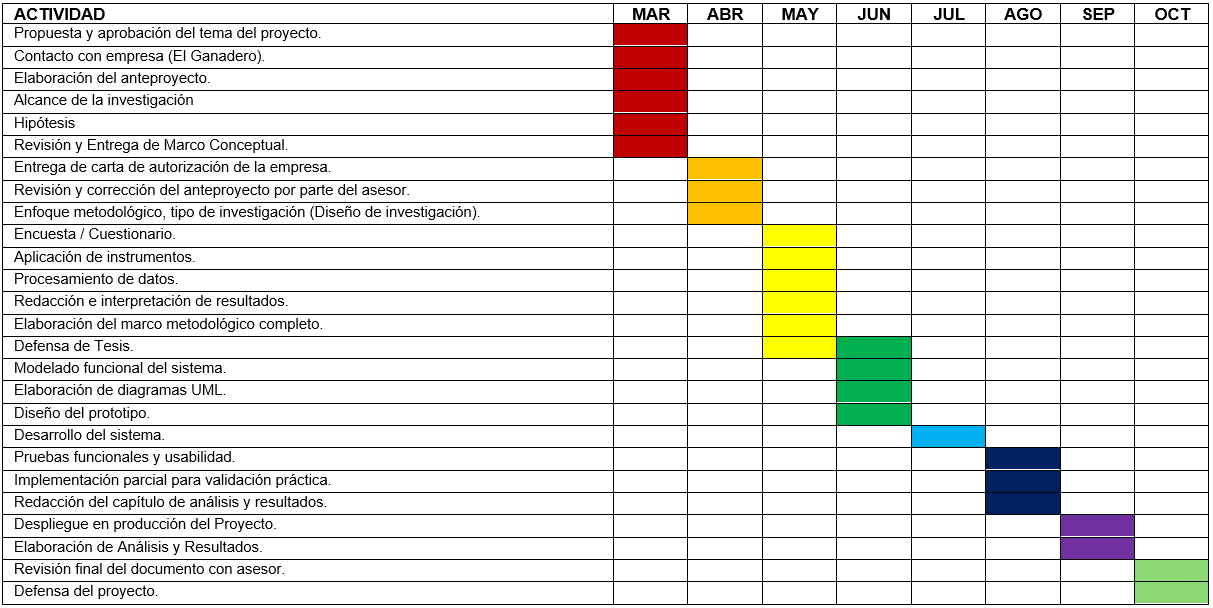 ACTIVIDAD MAR ABR MAY JUN JUL AGO SEP OCT
Propuesta y aprobación del tema del proyecto.
Contacto con empresa (El Ganadero).
Elaboración del anteproyecto.
Alcance de la investigación
Hipótesis
Revisión y Entrega de Marco Conceptual.
Entrega de carta de autorización de la empresa.
Revisión y corrección del anteproyecto por parte del asesor.
Enfoque metodológico, tipo de investigación (Diseño de investigación).
Encuesta / Cuestionario.
Aplicación de instrumentos.
Procesamiento de datos.
Redacción e interpretación de resultados.
Elaboración del marco metodológico completo.
Defensa de Tesis.
Modelado funcional del sistema.
Elaboración de diagramas UML.
Diseño del prototipo.
Desarrollo del sistema.
Pruebas funcionales y usabilidad.
Implementación parcial para validación práctica.
Redacción del capítulo de análisis y resultados.
Despliegue en producción del Proyecto.
Elaboración de Análisis y Resultados.
Revisión final del documento con asesor.
Defensa del proyecto.